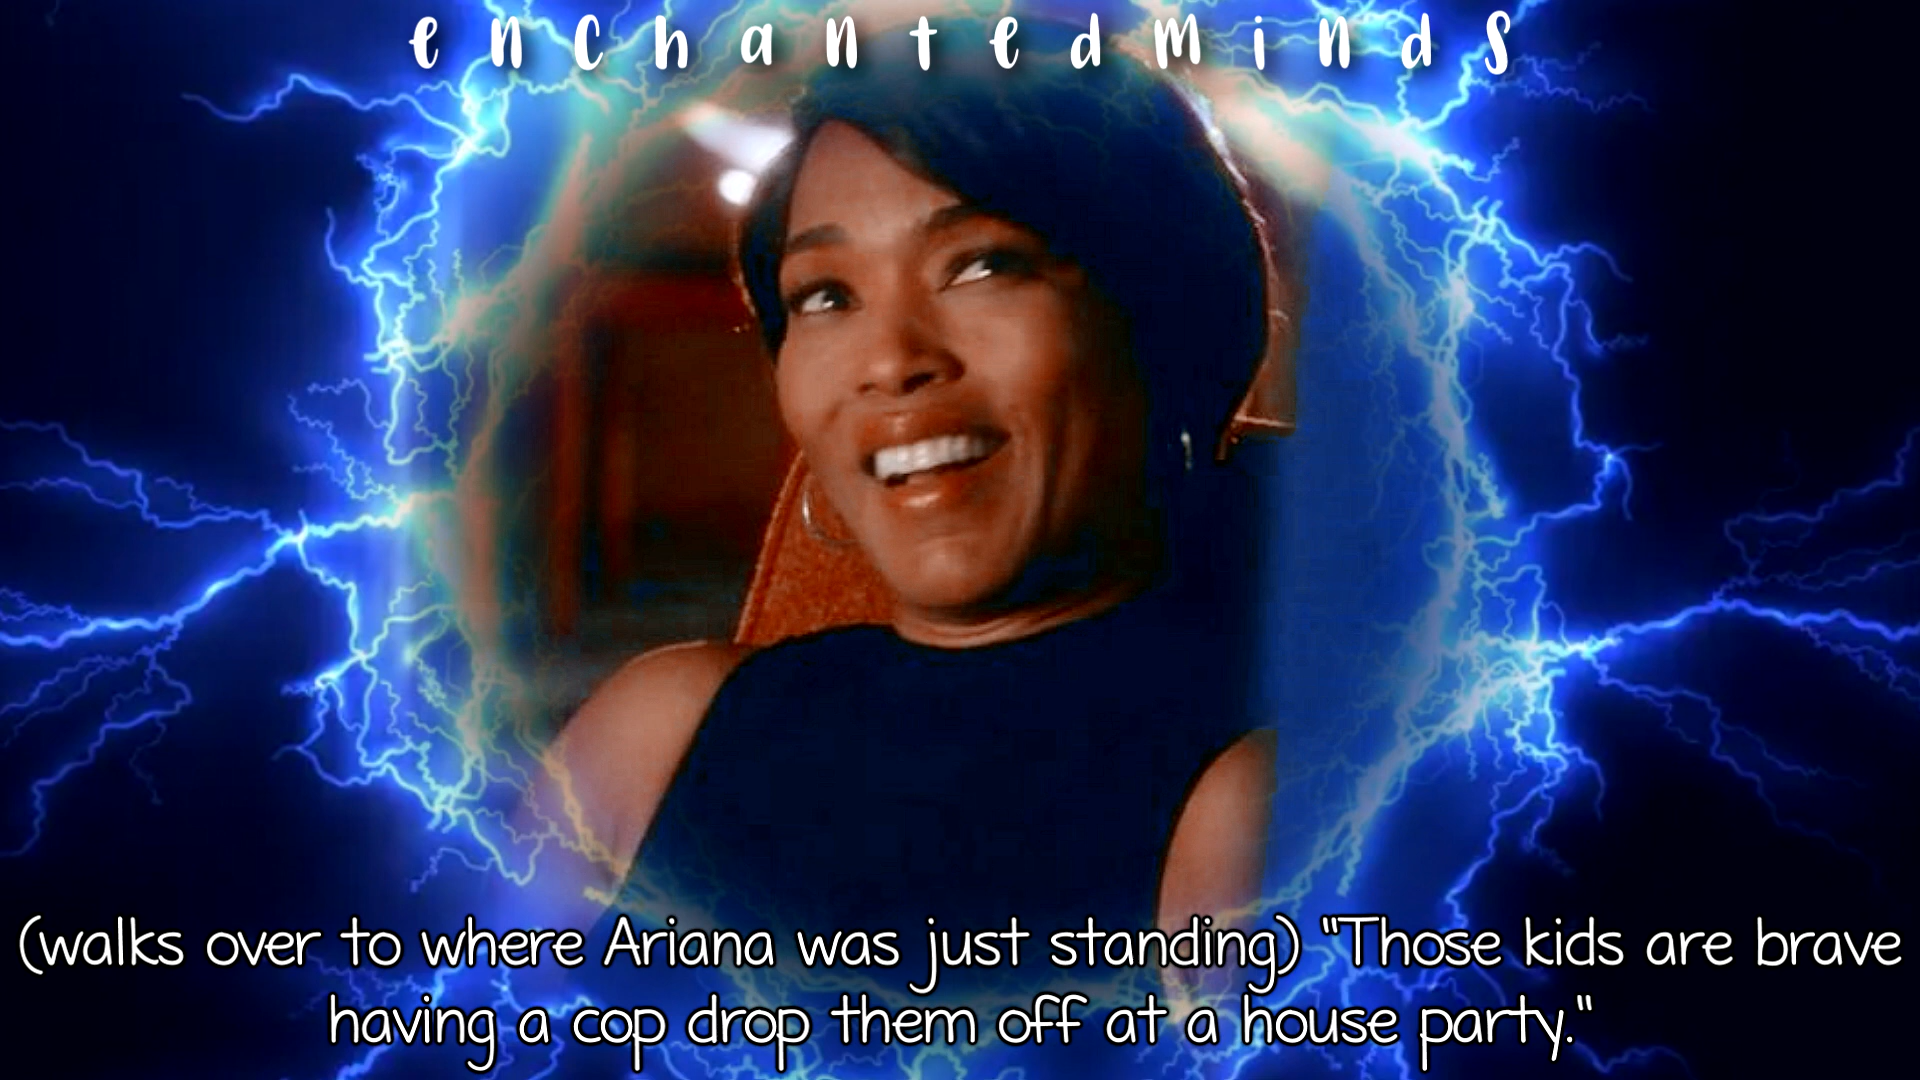 enchantedminds
(walks over to where Ariana was just standing) "Those kids are brave
having a cop drop them off at a house party."